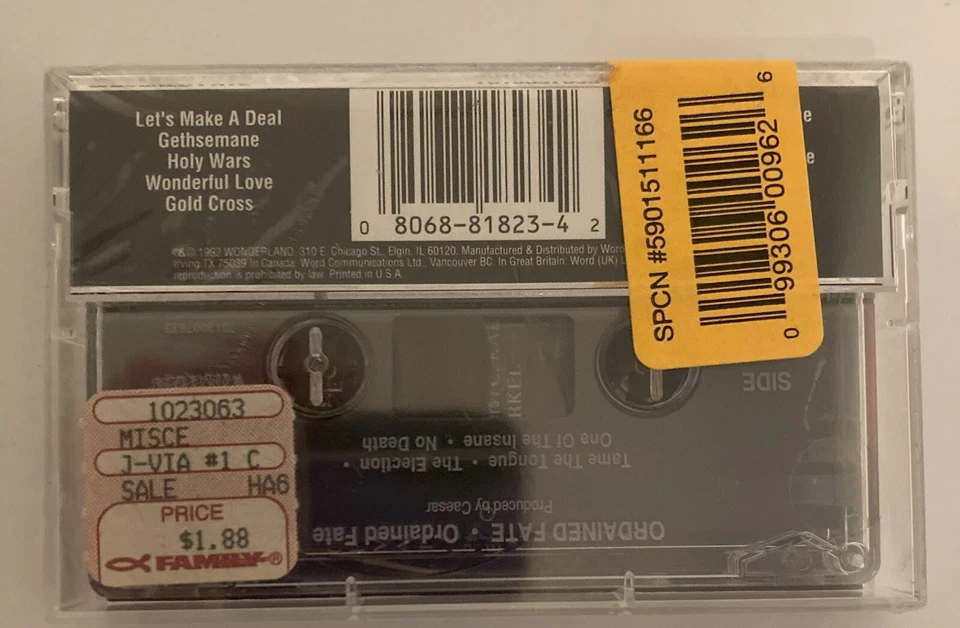 Let's Make A Deal
Gethsemane
Holy Wars
Wonderful Love
Gold Cross
0 8068-81823-4 2
℗&© 1992 WONDERLAND, 310 E. Chicago St., Elgin, IL 60120. Manufactured & Distributed by Word
Irving TX 75039 In Canada: Word Communications Ltd., Vancouver BC. In Great Britain: Word (UK)
reproduction is prohibited by law. Printed in U.S.A.
SPCN #5901511166
0 99306 00962 6
e
e
SIDE
One Of The Insane • No Death
Tame The Tongue • The Election •
Produced by Caesar
ORDAINED FATE • Ordained Fate
1023063
MISCE
J-VIA #1 C
SALE HA6
PRICE
$1.88
FAMILY®